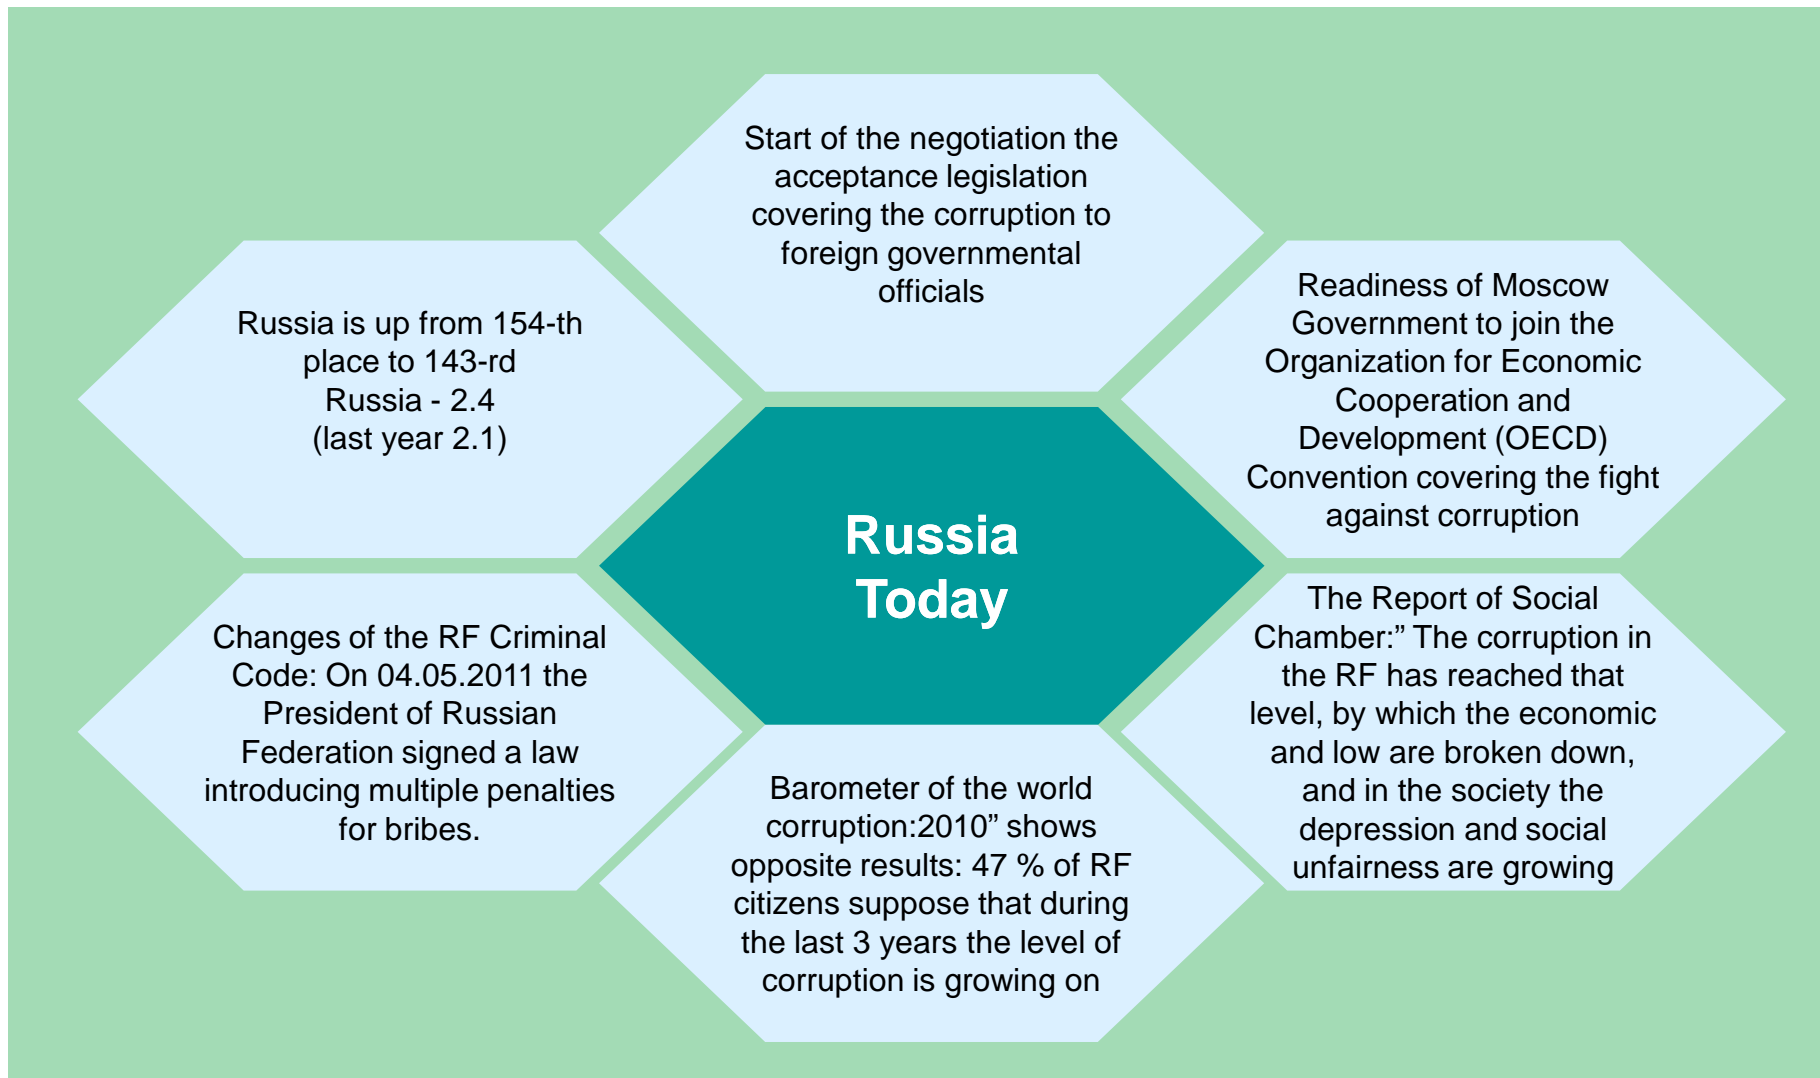 Start of the negotiation the
acceptance legislation
covering the corruption to
foreign governmental
officials
Russia is up from 154-th
place to 143-rd
Russia - 2.4
(last year 2.1)
Readiness of Moscow
Government to join the
Organization for Economic
Cooperation and
Development (OECD)
Convention covering the fight
against corruption
Russia
Today
Changes of the RF Criminal
Code: On 04.05.2011 the
President of Russian
Federation signed a law
introducing multiple penalties
for bribes.
The Report of Social
Chamber:” The corruption in
the RF has reached that
level, by which the economic
and low are broken down,
and in the society the
depression and social
unfairness are growing
Barometer of the world
corruption:2010” shows
opposite results: 47 % of RF
citizens suppose that during
the last 3 years the level of
corruption is growing on